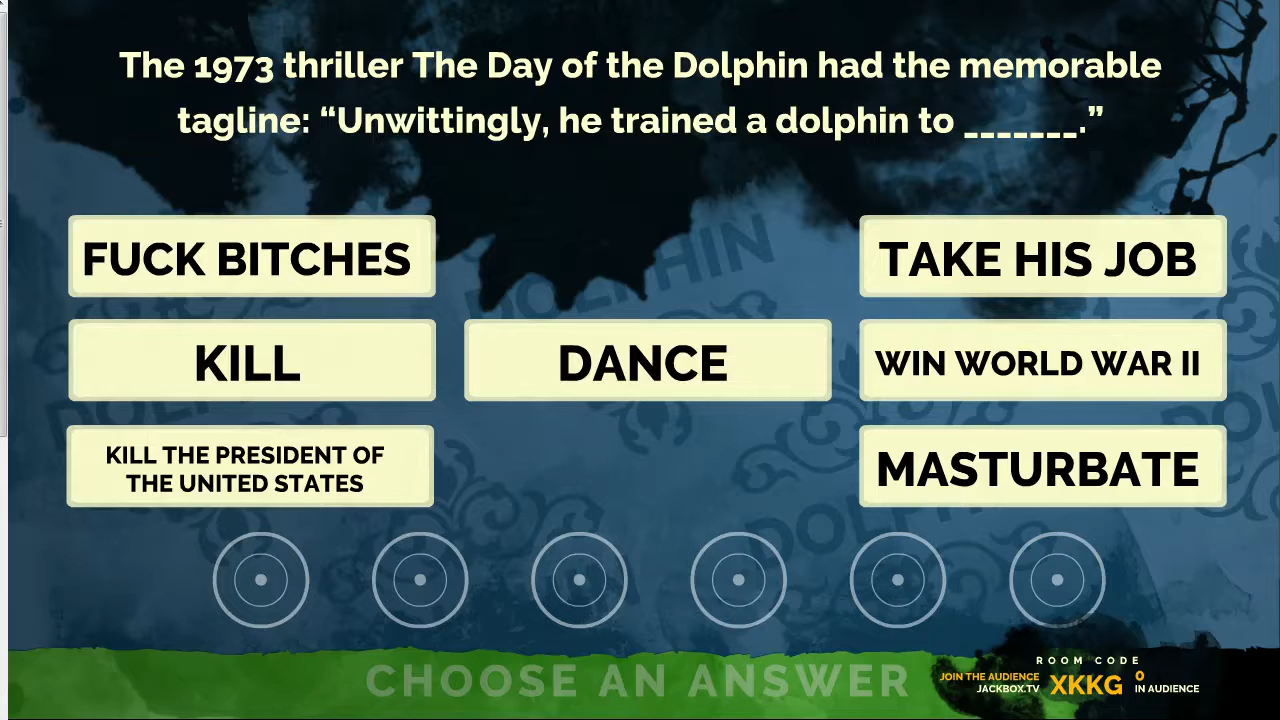 The 1973 thriller The Day of the Dolphin had the memorable
tagline: “Unwittingly, he trained a dolphin to _______.”
FUCK BITCHES
TAKE HIS JOB
KILL
DANCE
WIN WORLD WAR II
KILL THE PRESIDENT OF
THE UNITED STATES
MASTURBATE
DOLPHIN
DOLPHIN
CHOOSE AN ANSWER
ROOM CODE
JOIN THE AUDIENCE
JACKBOX.TV
XKKG
0
IN AUDIENCE